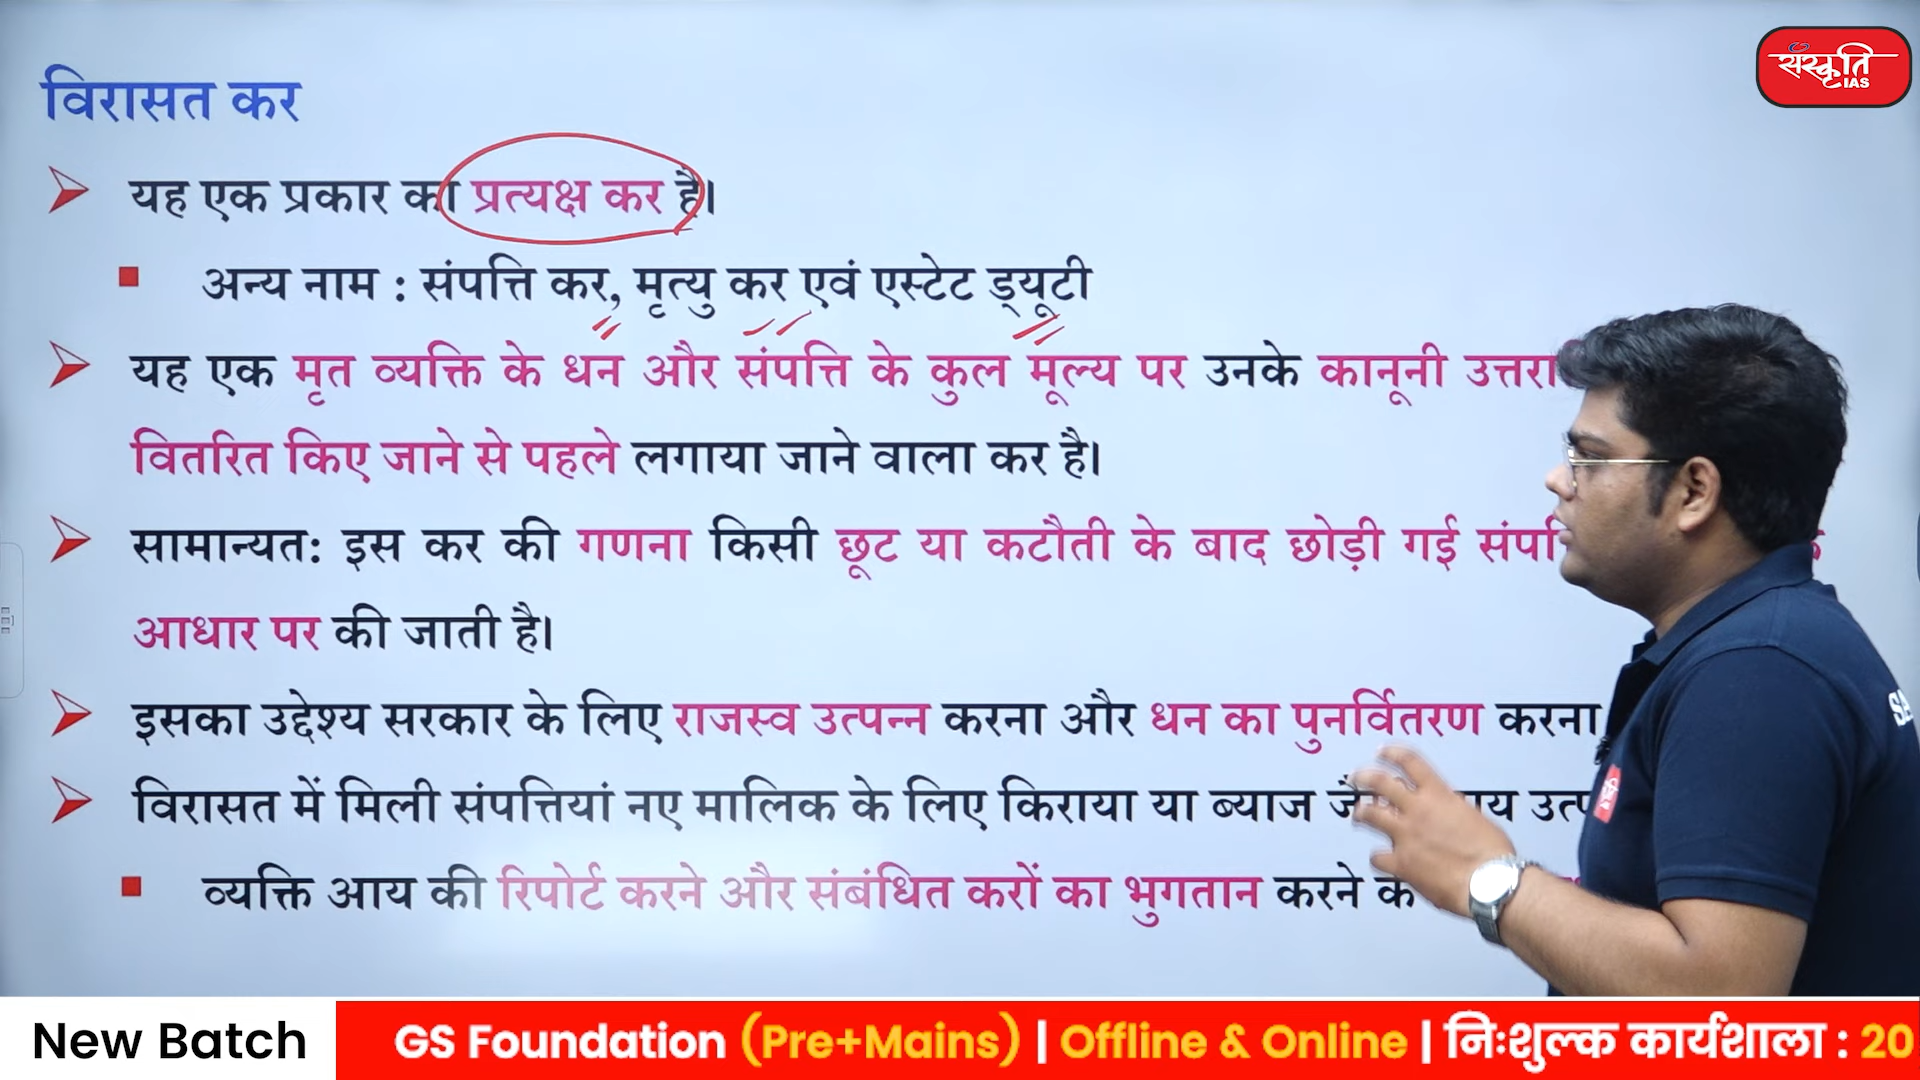 संस्कृति
IAS
विरासत कर
यह एक प्रकार का प्रत्यक्ष कर है।
अन्य नाम : संपत्ति कर, मृत्यु कर एवं एस्टेट ड्यूटी
यह एक मृत व्यक्ति के धन और संपत्ति के कुल मूल्य पर उनके कानूनी
वितरित किए जाने से पहले लगाया जाने वाला कर है।
सामान्यत: इस कर की गणना किसी छूट या कटौती के बाद छोड़ी गई
आधार पर की जाती है।
इसका उद्देश्य सरकार के लिए राजस्व उत्पन्न करना और धन का पुनर्वितरण करना
विरासत में मिली संपत्तियां नए मालिक के लिए किराया या ब्याज
व्यक्ति आय की रिपोर्ट करने और संबंधित करों का भुगतान करने
New Batch
GS Foundation (Pre+Mains) | Offline & Online | निःशुल्क कार्यशाला : 20